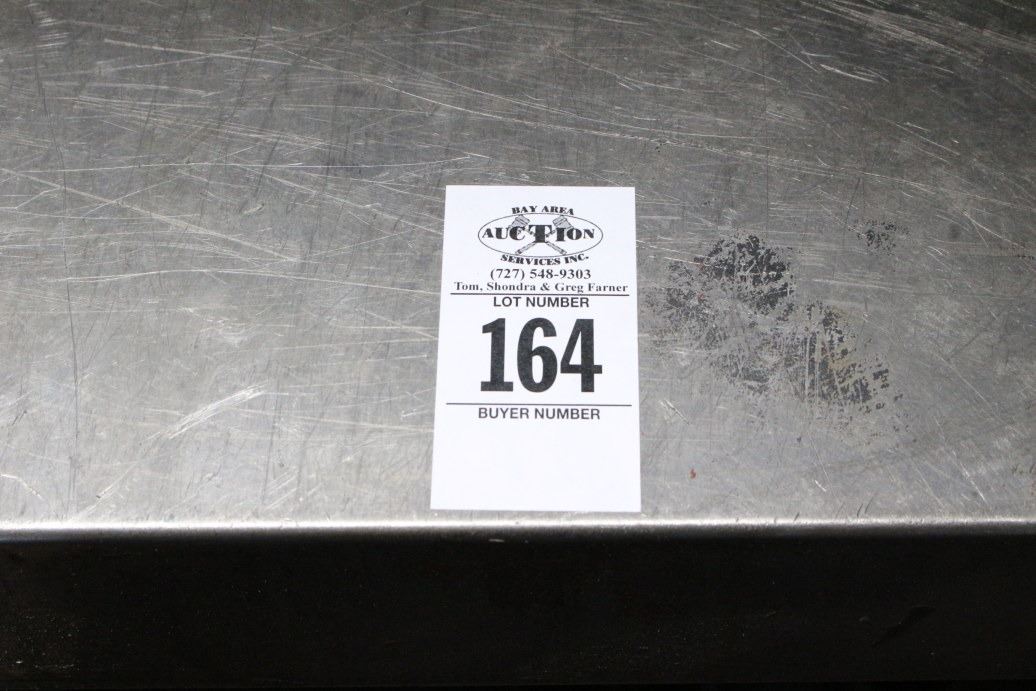 BAY AREA
AUCTION
SERVICES INC.
(727) 548-9303
Tom, Shondra & Greg Farner
LOT NUMBER
164
BUYER NUMBER